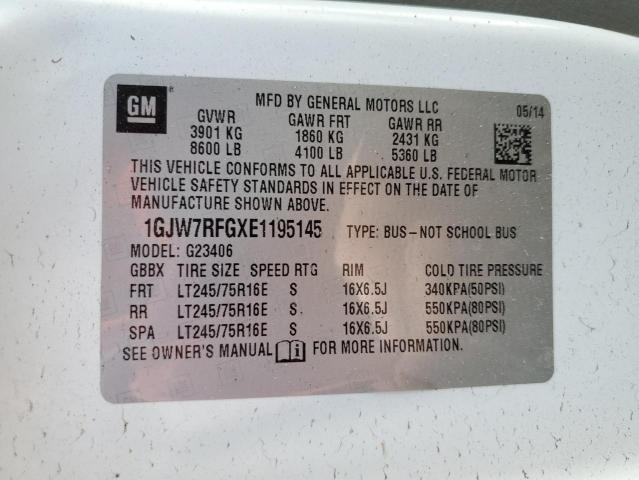 GM ®
MFD BY GENERAL MOTORS LLC 05/14
GVWR GAWR FRT GAWR RR
3901 KG 1860 KG 2431 KG
8600 LB 4100 LB 5360 LB
THIS VEHICLE CONFORMS TO ALL APPLICABLE U.S. FEDERAL MOTOR
VEHICLE SAFETY STANDARDS IN EFFECT ON THE DATE OF
MANUFACTURE SHOWN ABOVE.
1GJW7RFGXE1195145 TYPE: BUS–NOT SCHOOL BUS
MODEL: G23406
GBBX TIRE SIZE SPEED RTG RIM COLD TIRE PRESSURE
FRT LT245/75R16E S 16X6.5J 340KPA(50PSI)
RR LT245/75R16E S 16X6.5J 550KPA(80PSI)
SPA LT245/75R16E S 16X6.5J 550KPA(80PSI)
SEE OWNER'S MANUAL FOR MORE INFORMATION.